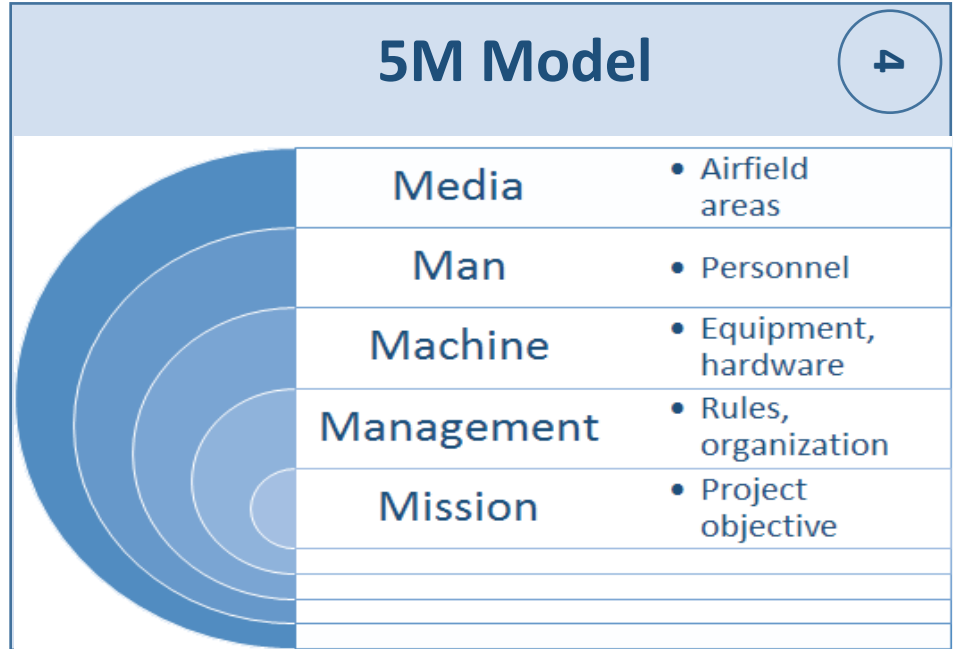 5M Model
4
Media
• Airfield
areas
Man
• Personnel
Machine
• Equipment,
hardware
Management
• Rules,
organization
Mission
• Project
objective